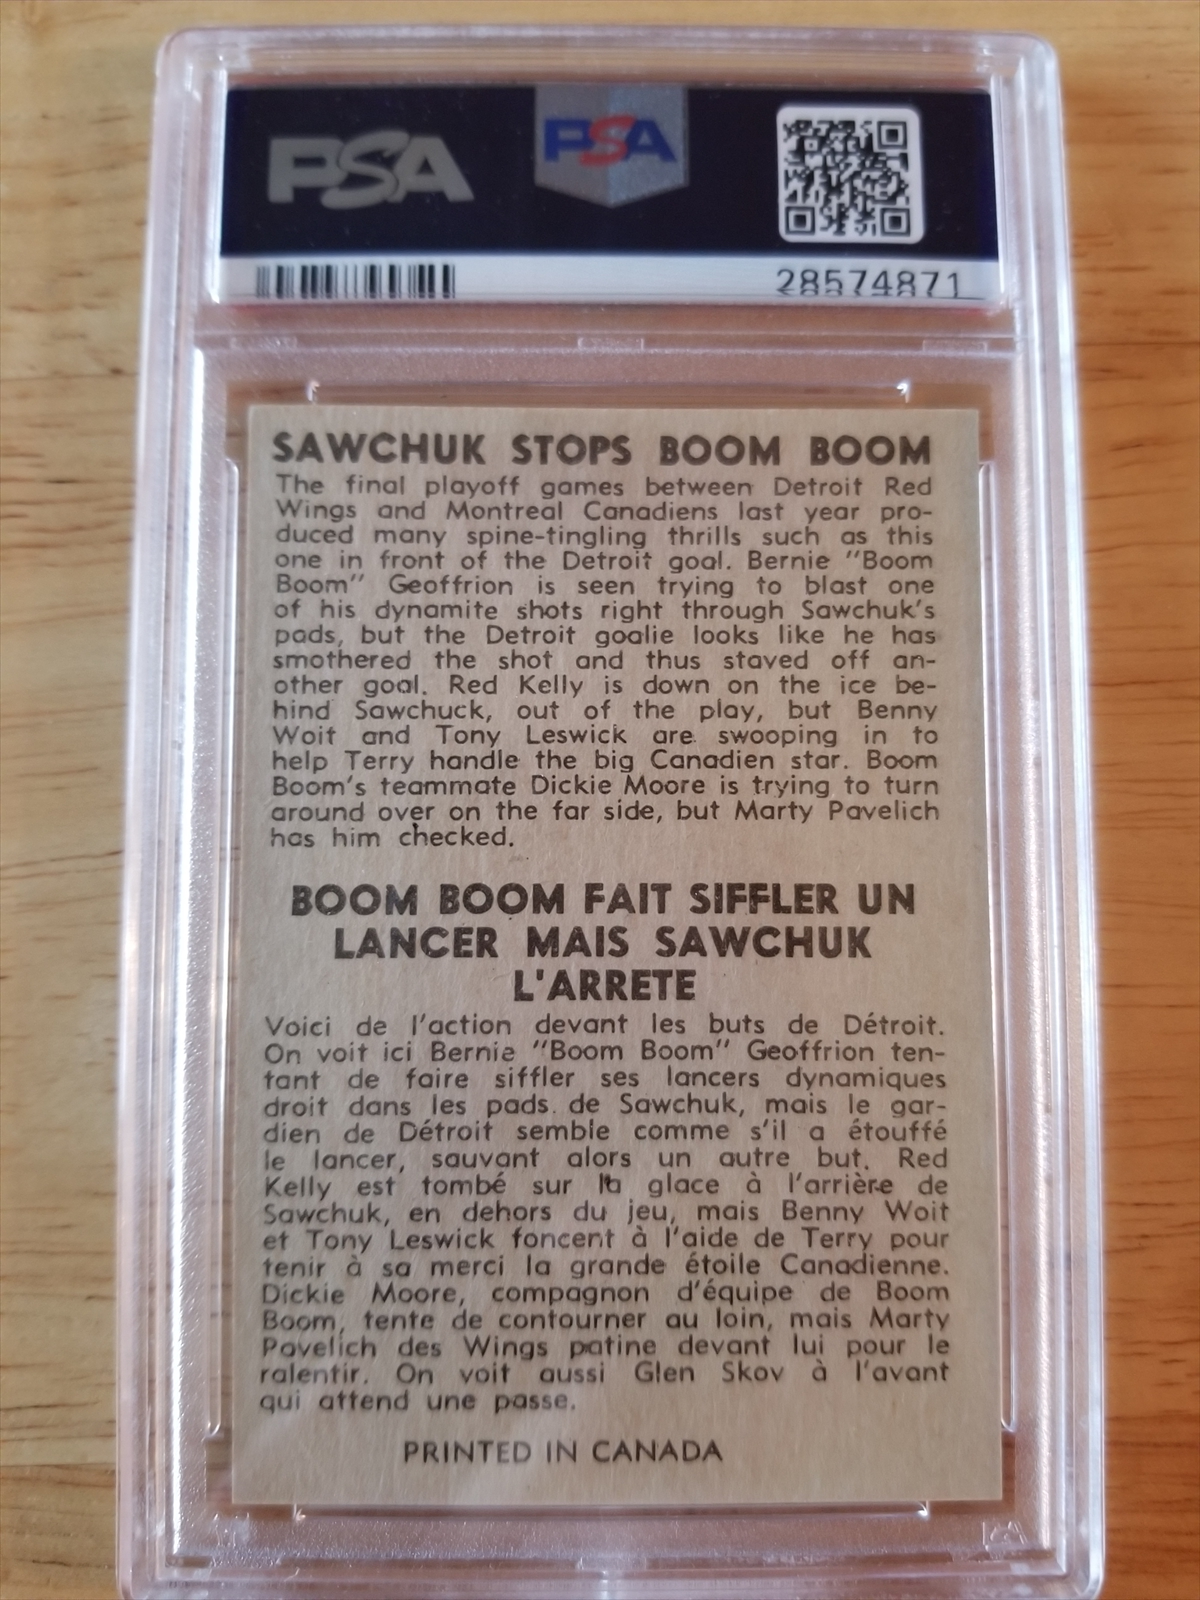 PSA PSA
28574871
SAWCHUK STOPS BOOM BOOM
The final playoff games between Detroit Red
Wings and Montreal Canadiens last year pro-
duced many spine-tingling thrills such as this
one in front of the Detroit goal. Bernie "Boom
Boom" Geoffrion is seen trying to blast one
of his dynamite shots right through Sawchuk's
pads, but the Detroit goalie looks like he has
smothered the shot and thus staved off an-
other goal. Red Kelly is down on the ice be-
hind Sawchuck, out of the play, but Benny
Woit and Tony Leswick are swooping in to
help Terry handle the big Canadien star. Boom
Boom's teammate Dickie Moore is trying to turn
around over on the far side, but Marty Pavelich
has him checked.
BOOM BOOM FAIT SIFFLER UN
LANCER MAIS SAWCHUK
L'ARRETE
Voici de l'action devant les buts de Détroit.
On voit ici Bernie "Boom Boom" Geoffrion ten-
tant de faire siffler ses lancers dynamiques
droit dans les pads de Sawchuk, mais le gar-
dien de Détroit semble comme s'il a étouffé
le lancer, sauvant alors un autre but. Red
Kelly est tombé sur la glace à l'arrière de
Sawchuk, en dehors du jeu, mais Benny Woit
et Tony Leswick foncent à l'aide de Terry pour
tenir à sa merci la grande étoile Canadienne.
Dickie Moore, compagnon d'équipe de Boom
Boom, tente de contourner au loin, mais Marty
Pavelich des Wings patine devant lui pour le
ralentir. On voit aussi Glen Skov à l'avant
qui attend une passe.
PRINTED IN CANADA